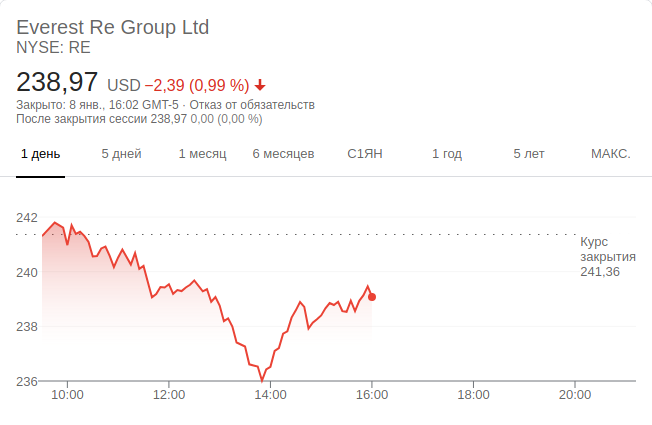 Everest Re Group Ltd
NYSE: RE
238,97 USD −2,39 (0,99 %)
Закрыто: 8 янв., 16:02 GMT-5 · Отказ от обязательств
После закрытия сессии 238,97 0,00 (0,00 %)
1 день 5 дней 1 месяц 6 месяцев С1ЯН 1 год 5 лет МАКС.
242
Курс
закрытия
241,36
240
238
236
10:00 12:00 14:00 16:00 18:00 20:00